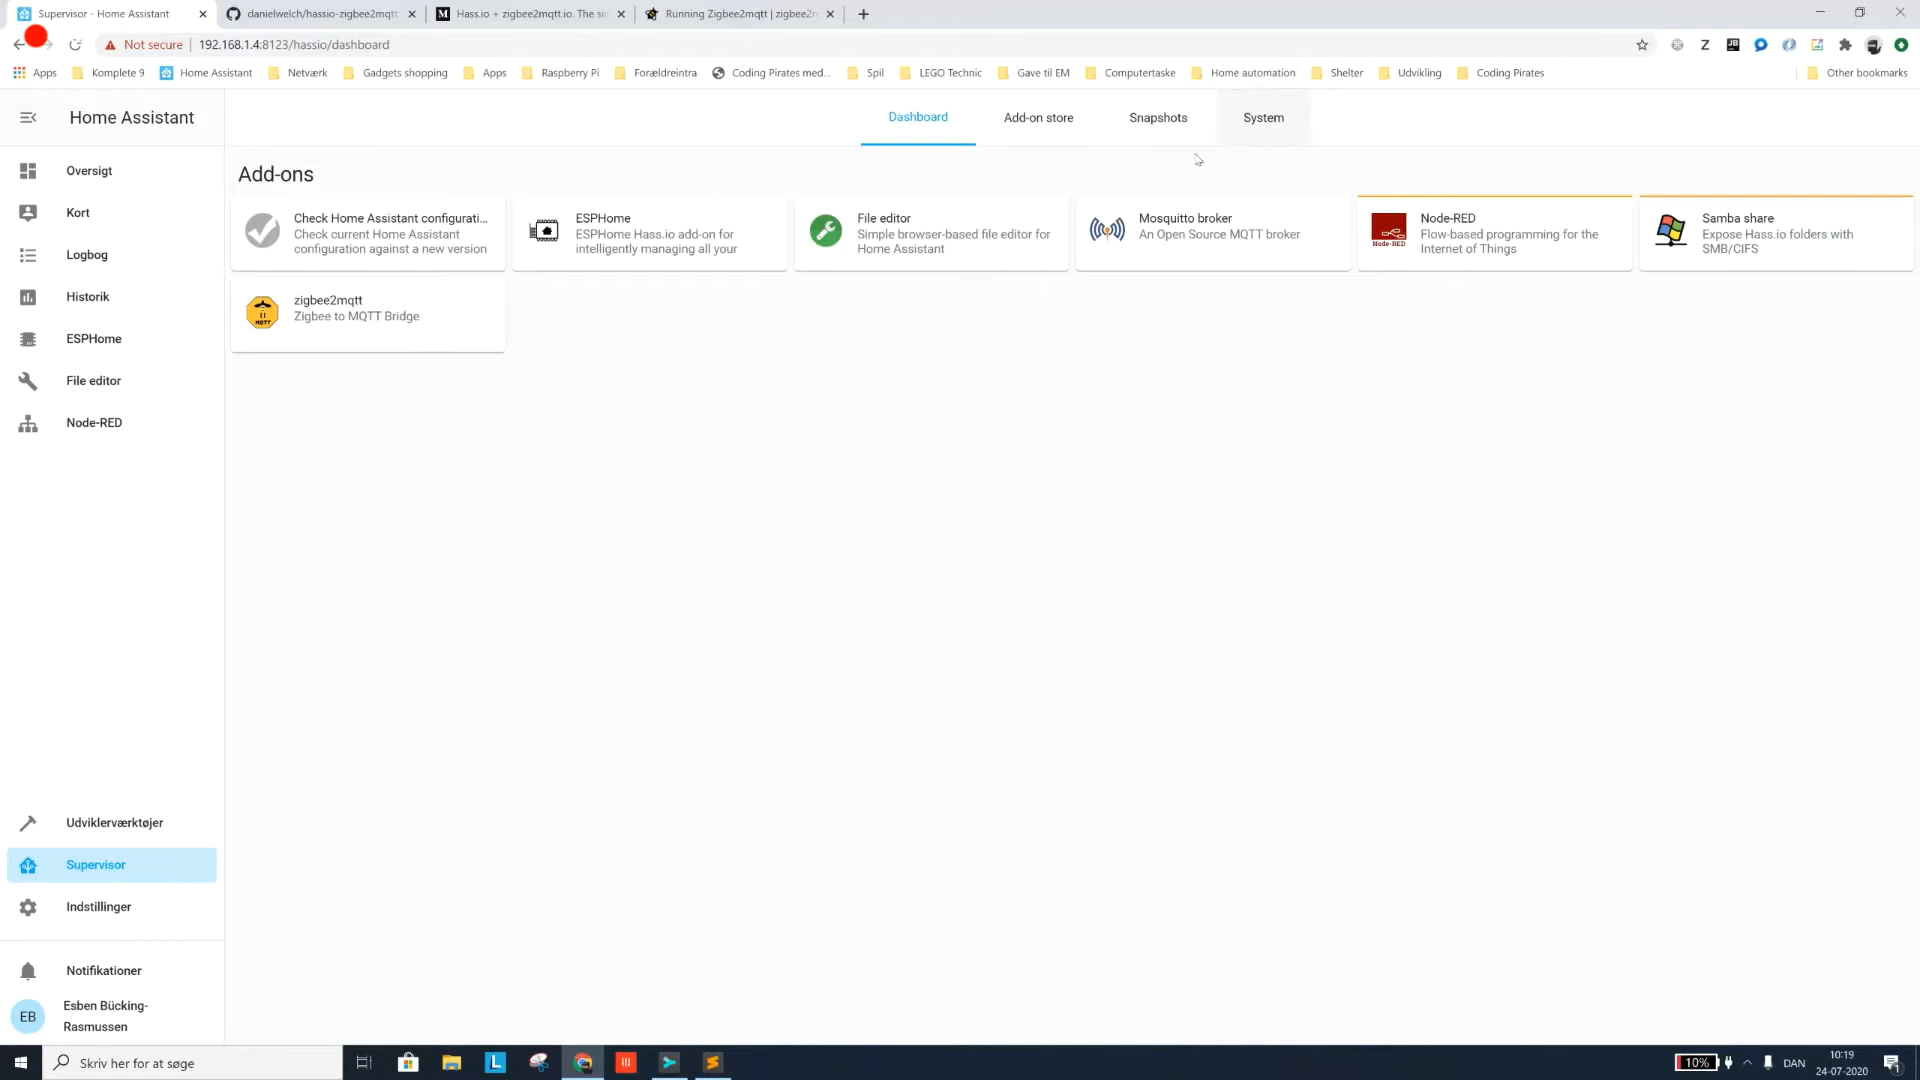 Supervisor - Home Assistant
danielwelch/hassio-zigbee2mqtt
Hass.io + zigbee2mqtt.io. The si
Running Zigbee2mqtt | zigbee2
Not secure
192.168.1.4:8123/hassio/dashboard
Apps
Komplete 9
Home Assistant
Netværk
Gadgets shopping
Apps
Raspberry Pi
Forældreintra
Coding Pirates med...
Spil
LEGO Technic
Gave til EM
Computertaske
Home automation
Shelter
Udvikling
Coding Pirates
Other bookmarks
Home Assistant
Dashboard
Add-on store
Snapshots
System
Oversigt
Kort
Logbog
Historik
ESPHome
File editor
Node-RED
Udviklerværktøjer
Supervisor
Indstillinger
Notifikationer
EB
Esben Bücking-
Rasmussen
Add-ons
Check Home Assistant configurati...
Check current Home Assistant
configuration against a new version
ESPHome
ESPHome Hass.io add-on for
intelligently managing all your
File editor
Simple browser-based file editor for
Home Assistant
Mosquitto broker
An Open Source MQTT broker
Node-RED
Node-RED
Flow-based programming for the
Internet of Things
Samba share
Expose Hass.io folders with
SMB/CIFS
MQTT
zigbee2mqtt
Zigbee to MQTT Bridge
Skriv her for at søge
10%
DAN
10:19
24-07-2020